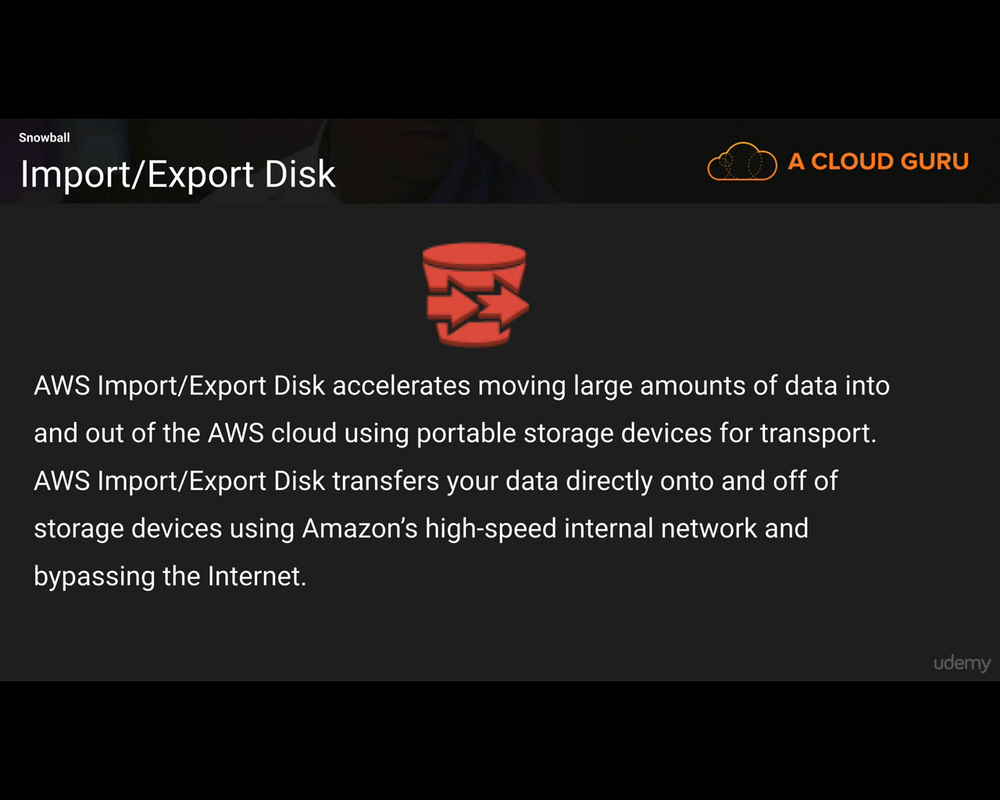 Snowball
Import/Export Disk
A CLOUD GURU
AWS Import/Export Disk accelerates moving large amounts of data into
and out of the AWS cloud using portable storage devices for transport.
AWS Import/Export Disk transfers your data directly onto and off of
storage devices using Amazon’s high-speed internal network and
bypassing the Internet.
udemy